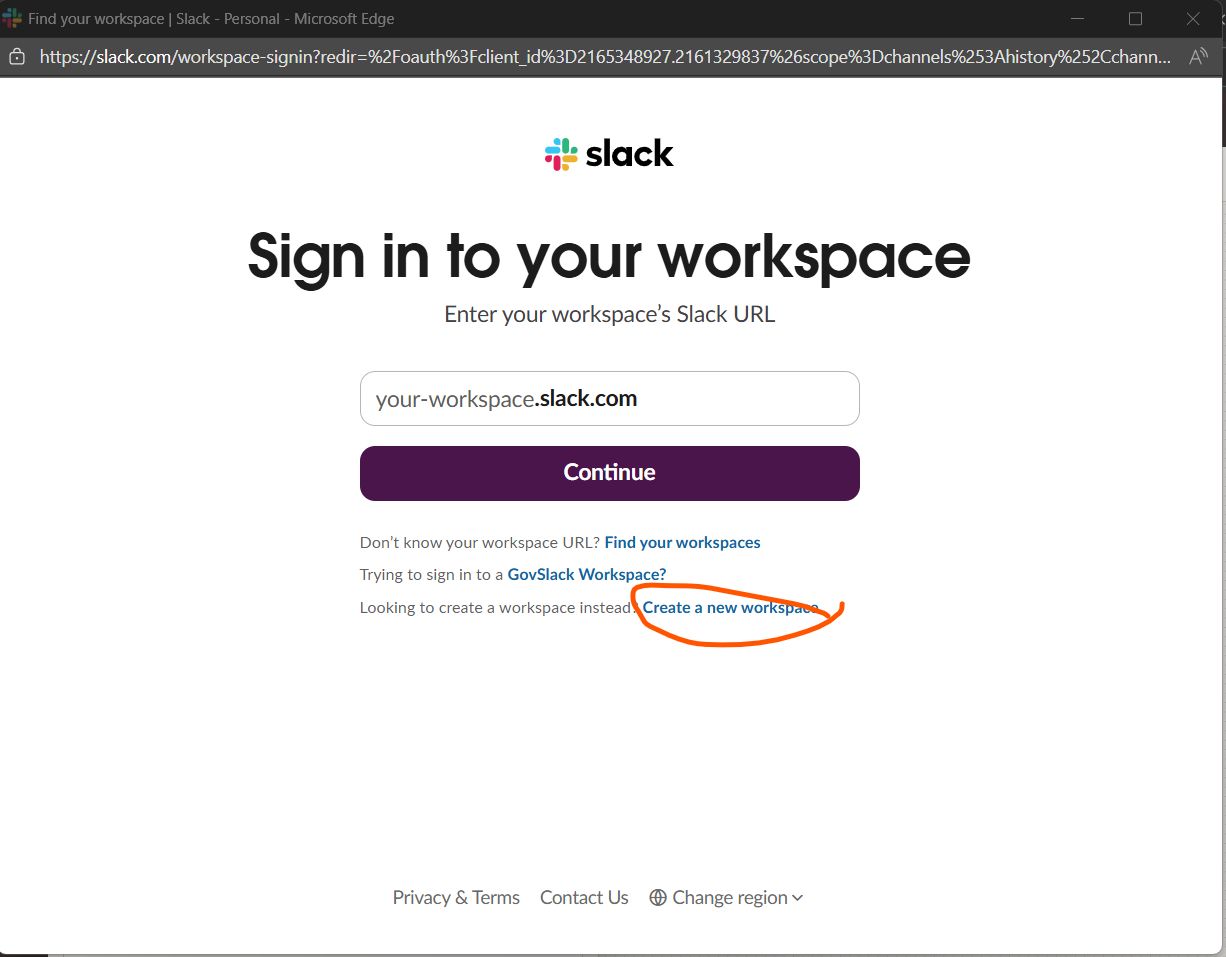 Find your workspace | Slack - Personal - Microsoft Edge
https://slack.com/workspace-signin?redir=%2Foauth%3Fclient_id%3D2165348927.2161329837%26scope%3Dchannels%253Ahistory%252Cchann...
slack
Sign in to your workspace
Enter your workspace’s Slack URL
your-workspace.slack.com
Continue
Don’t know your workspace URL? Find your workspaces
Trying to sign in to a GovSlack Workspace?
Looking to create a workspace instead? Create a new workspace
Privacy & Terms Contact Us Change region